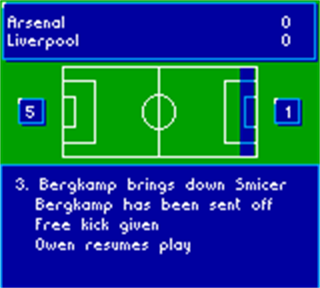 Arsenal 0
Liverpool 0
5 1
3. Bergkamp brings down Smicer
Bergkamp has been sent off
Free kick given
Owen resumes play